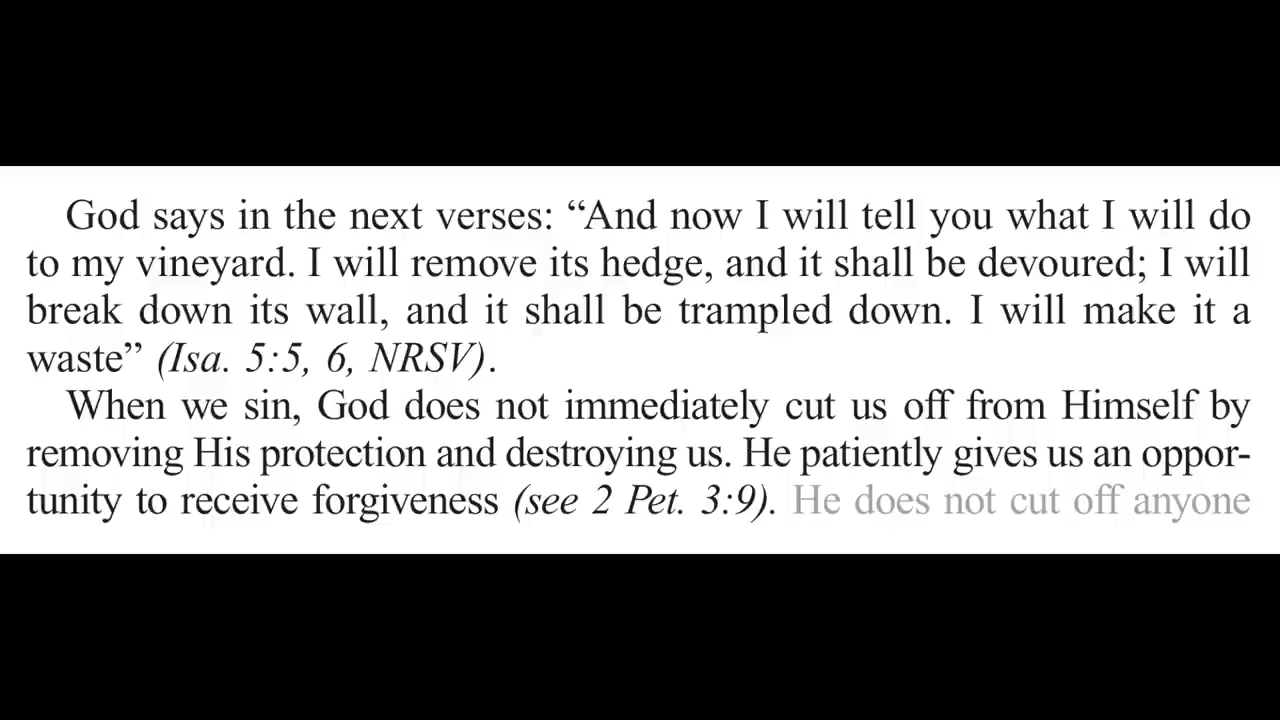 God says in the next verses: “And now I will tell you what I will do
to my vineyard. I will remove its hedge, and it shall be devoured; I will
break down its wall, and it shall be trampled down. I will make it a
waste” (Isa. 5:5, 6, NRSV).
When we sin, God does not immediately cut us off from Himself by
removing His protection and destroying us. He patiently gives us an oppor-
tunity to receive forgiveness (see 2 Pet. 3:9). He does not cut off anyone